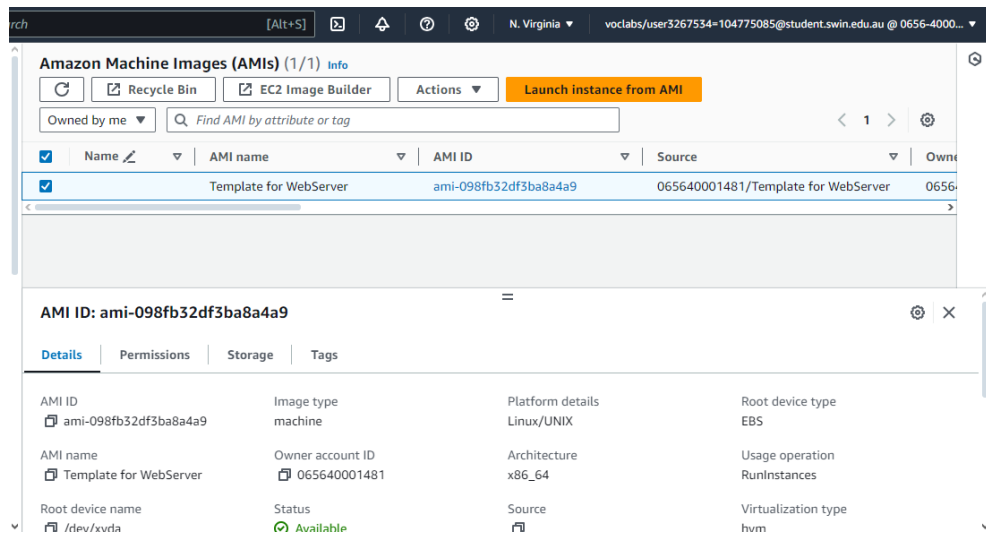 rch [Alt+S] N. Virginia ▼ voclabs/user3267534=104775085@student.swin.edu.au @ 0656-4000... ▼
Amazon Machine Images (AMIs) (1/1) Info
Recycle Bin EC2 Image Builder Actions ▼ Launch instance from AMI
Owned by me ▼ Find AMI by attribute or tag 1
Name AMI name AMI ID Source Owne
Template for WebServer ami-098fb32df3ba8a4a9 065640001481/Template for WebServer 0656
AMI ID: ami-098fb32df3ba8a4a9
Details Permissions Storage Tags
AMI ID Image type Platform details Root device type
ami-098fb32df3ba8a4a9 machine Linux/UNIX EBS
AMI name Owner account ID Architecture Usage operation
Template for WebServer 065640001481 x86_64 RunInstances
Root device name Status Source Virtualization type
/dev/xvda Available hvm